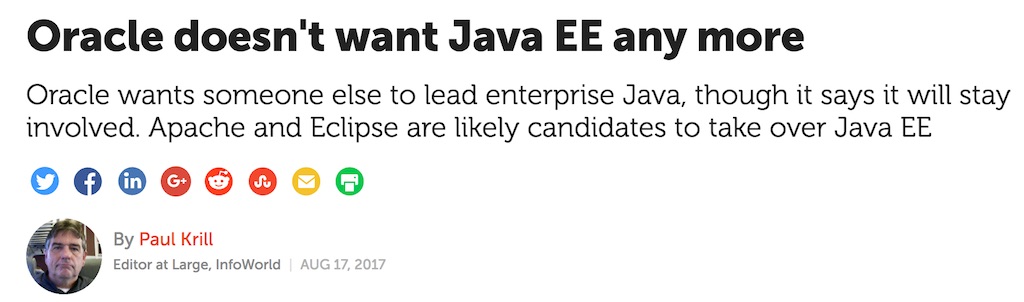 Oracle doesn't want Java EE any more
Oracle wants someone else to lead enterprise Java, though it says it will stay
involved. Apache and Eclipse are likely candidates to take over Java EE
in G+
By Paul Krill
Editor at Large, InfoWorld | AUG 17, 2017